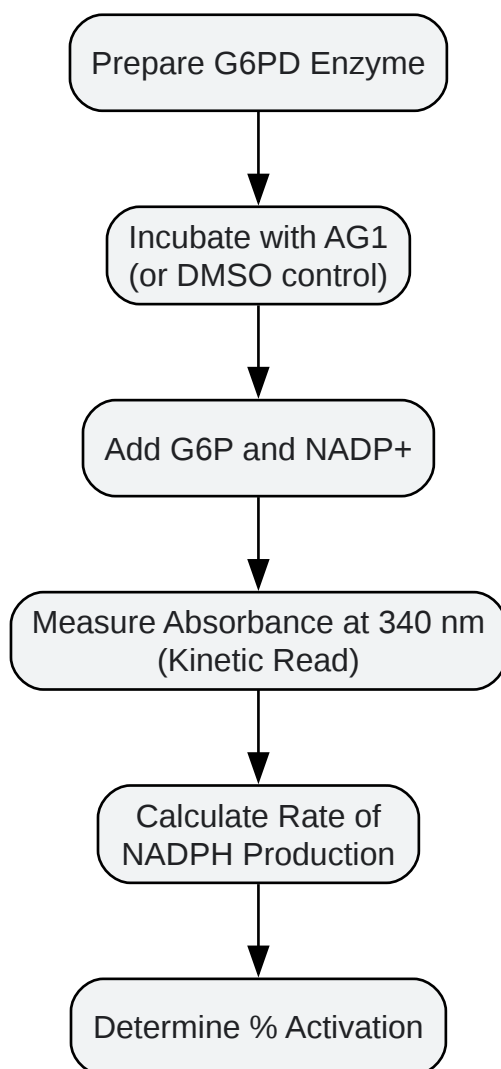 Prepare G6PD Enzyme
Incubate with AG1
(or DMSO control)
Add G6P and NADP+
Measure Absorbance at 340 nm
(Kinetic Read)
Calculate Rate of
NADPH Production
Determine % Activation